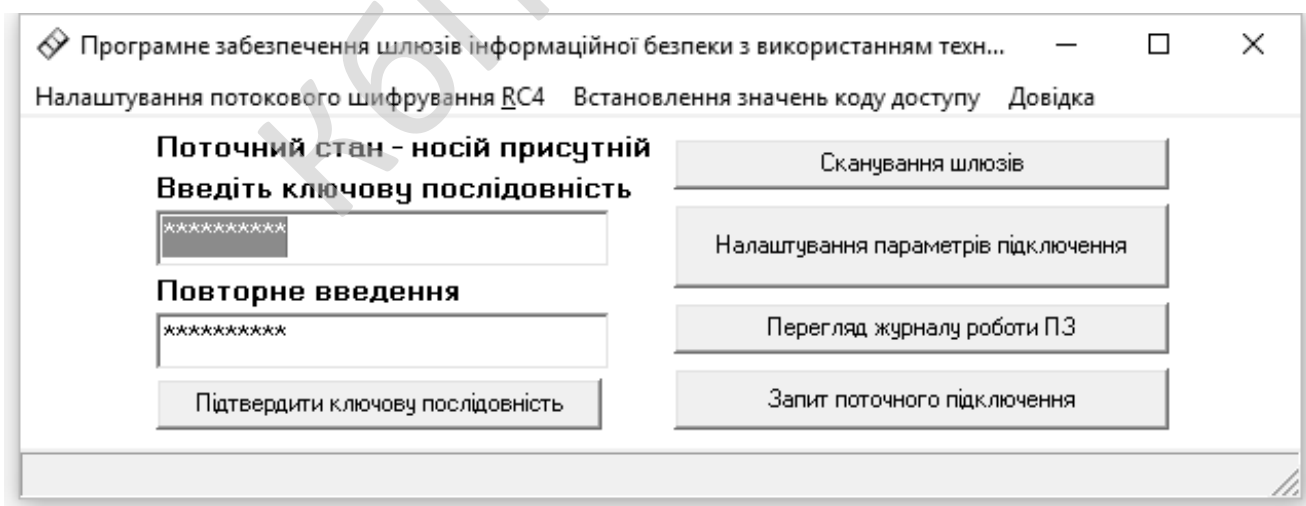 Програмне забезпечення шлюзів інформаційної безпеки з використанням техн...
Налаштування потокового шифрування RC4 Встановлення значень коду доступу Довідка
Поточний стан - носій присутній
Введіть ключову послідовність
**********
Повторне введення
**********
Підтвердити ключову послідовність
Сканування шлюзів
Налаштування параметрів підключення
Перегляд журналу роботи ПЗ
Запит поточного підключення